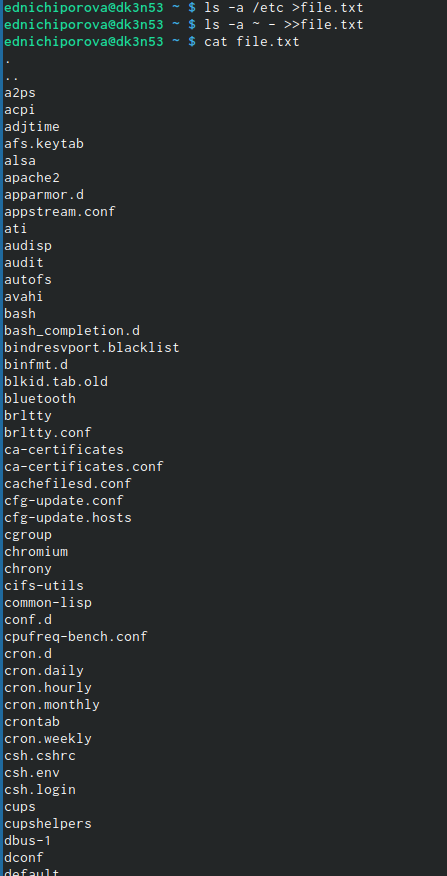 ednichiporova@dk3n53 ~ $ ls -a /etc >file.txt
ednichiporova@dk3n53 ~ $ ls -a ~ - >>file.txt
ednichiporova@dk3n53 ~ $ cat file.txt
.
..
a2ps
acpi
adjtime
afs.keytab
alsa
apache2
apparmor.d
appstream.conf
ati
audisp
audit
autofs
avahi
bash
bash_completion.d
bindresvport.blacklist
binfmt.d
blkid.tab.old
bluetooth
brltty
brltty.conf
ca-certificates
ca-certificates.conf
cachefilesd.conf
cfg-update.conf
cfg-update.hosts
cgroup
chromium
chrony
cifs-utils
common-lisp
conf.d
cpufreq-bench.conf
cron.d
cron.daily
cron.hourly
cron.monthly
crontab
cron.weekly
csh.cshrc
csh.env
csh.login
cups
cupshelpers
dbus-1
dconf
default